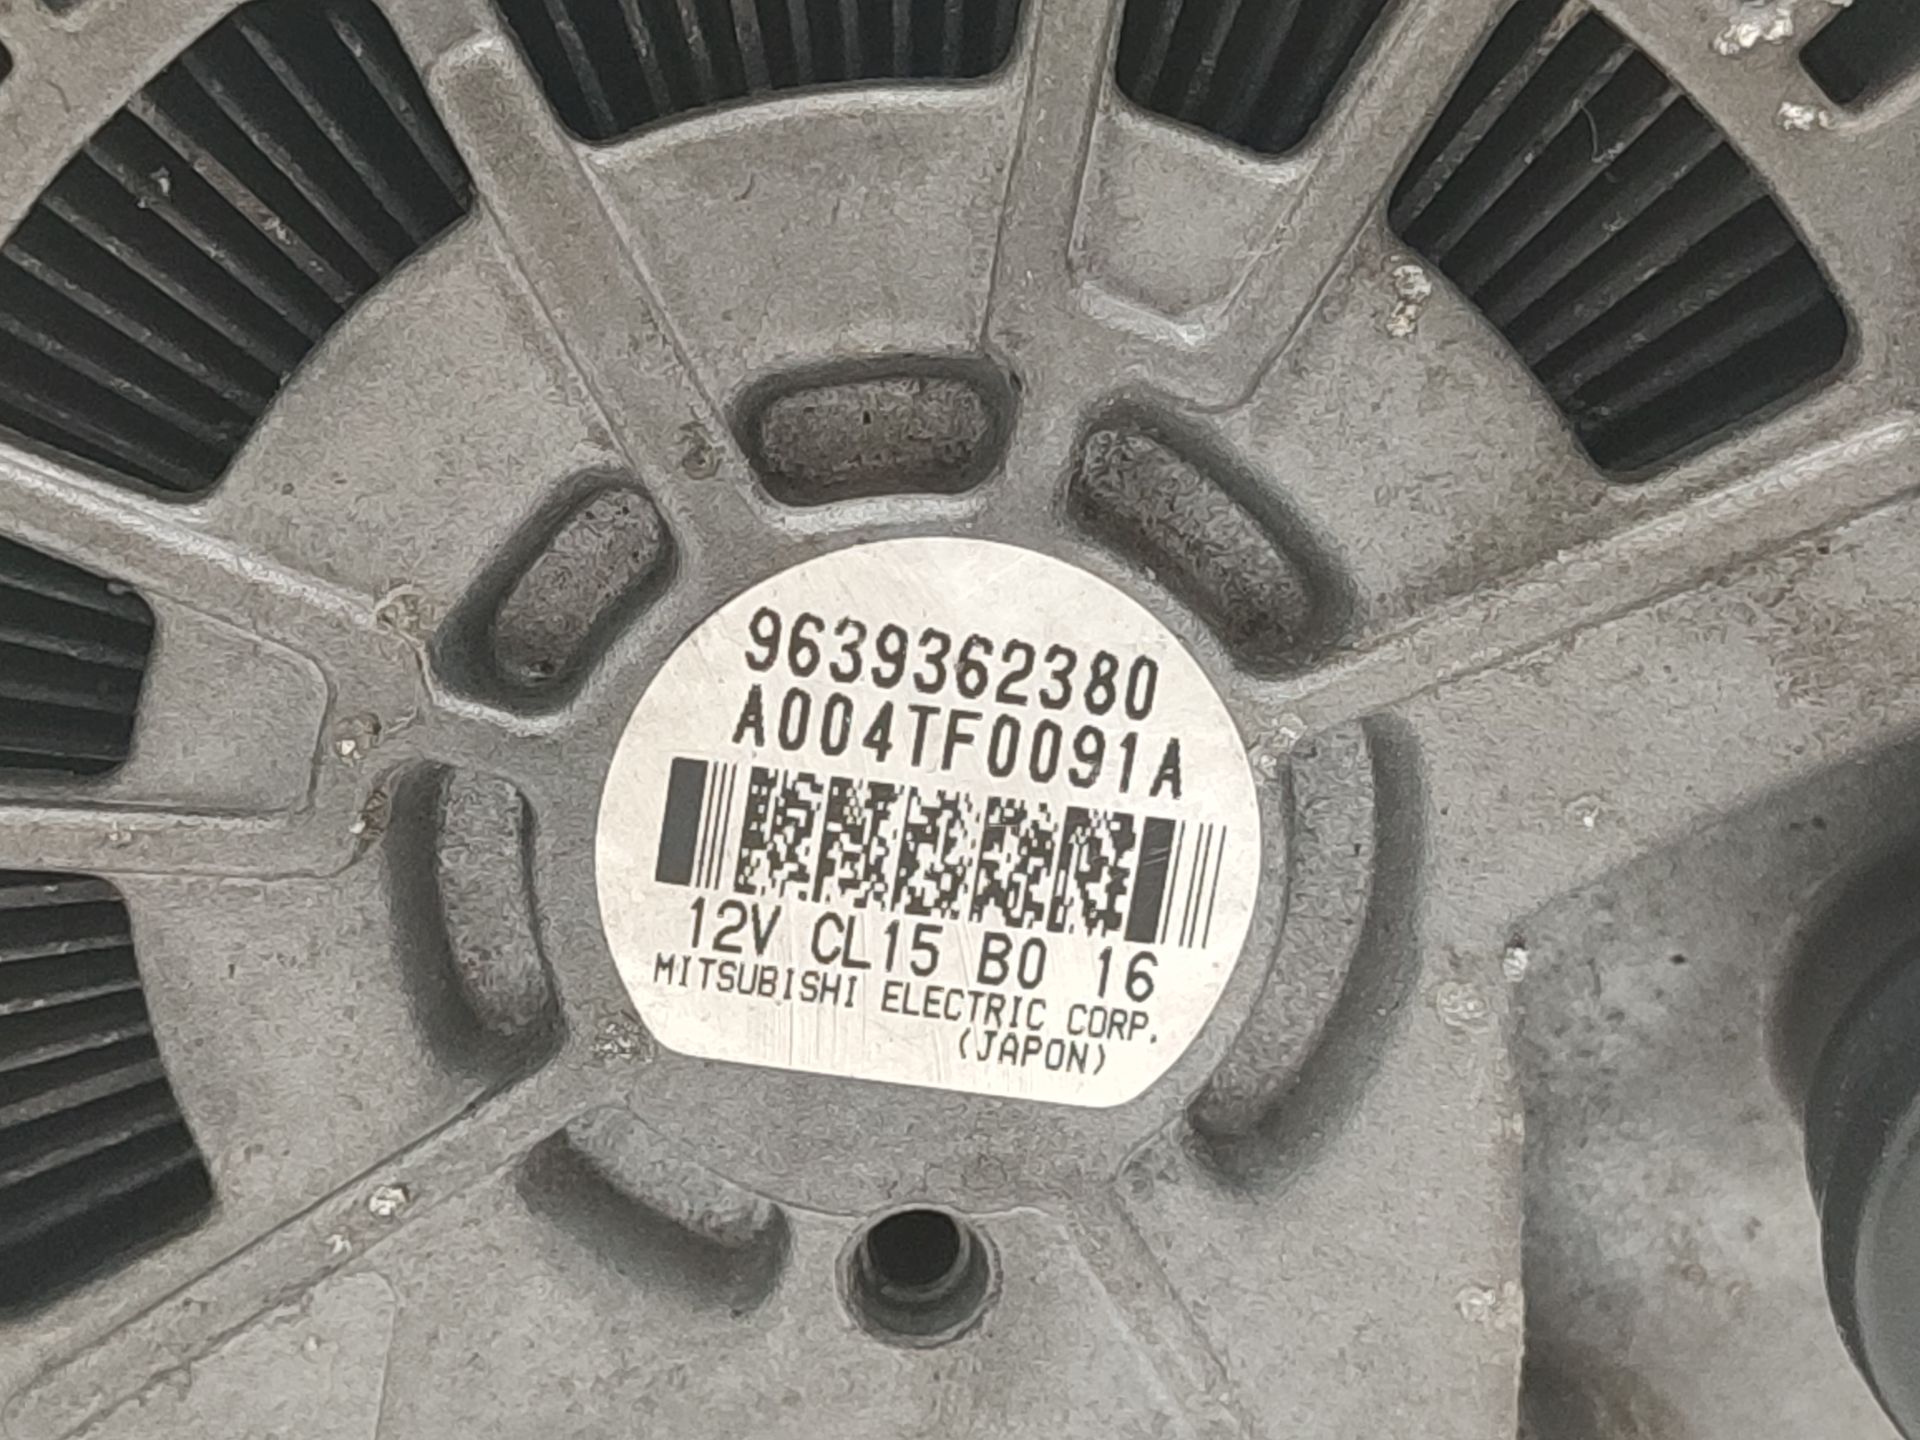 9639362380
A004TF0091A
12V CL15 B0 16
MITSUBISHI ELECTRIC CORP.
(JAPON)